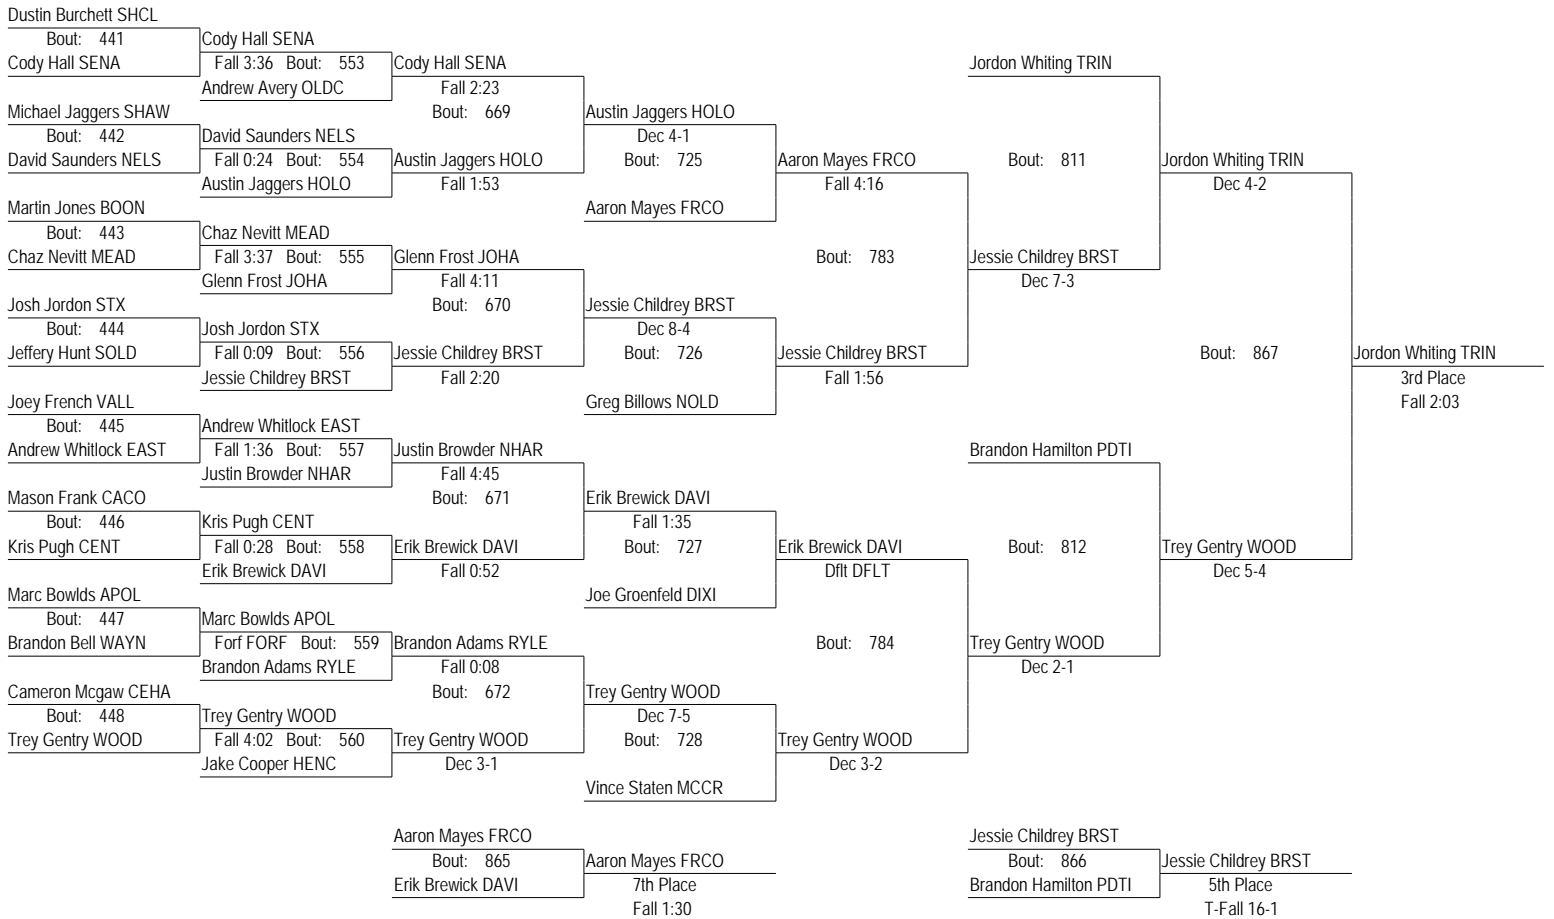 Dustin Burchett SHCL
Bout: 441
Cody Hall SENA
Cody Hall SENA
Fall 3:36 Bout: 553
Cody Hall SENA
Jordon Whiting TRIN
Andrew Avery OLDC
Fall 2:23
Michael Jaggers SHAW
Bout: 669
Austin Jaggers HOLO
Bout: 442
David Saunders NELS
Dec 4-1
David Saunders NELS
Fall 0:24 Bout: 554
Austin Jaggers HOLO
Bout: 725
Aaron Mayes FRCO
Bout: 811
Jordon Whiting TRIN
Austin Jaggers HOLO
Fall 1:53
Fall 4:16
Dec 4-2
Martin Jones BOON
Aaron Mayes FRCO
Bout: 443
Chaz Nevitt MEAD
Chaz Nevitt MEAD
Fall 3:37 Bout: 555
Glenn Frost JOHA
Bout: 783
Jessie Childrey BRST
Glenn Frost JOHA
Fall 4:11
Dec 7-3
Josh Jordon STX
Bout: 670
Jessie Childrey BRST
Bout: 444
Josh Jordon STX
Dec 8-4
Jeffery Hunt SOLD
Fall 0:09 Bout: 556
Jessie Childrey BRST
Bout: 726
Jessie Childrey BRST
Bout: 867
Jordon Whiting TRIN
Jessie Childrey BRST
Fall 2:20
Fall 1:56
3rd Place
Joey French VALL
Greg Billows NOLD
Fall 2:03
Bout: 445
Andrew Whitlock EAST
Andrew Whitlock EAST
Fall 1:36 Bout: 557
Justin Browder NHAR
Brandon Hamilton PDTI
Justin Browder NHAR
Fall 4:45
Mason Frank CACO
Bout: 671
Erik Brewick DAVI
Bout: 446
Kris Pugh CENT
Fall 1:35
Kris Pugh CENT
Fall 0:28 Bout: 558
Erik Brewick DAVI
Bout: 727
Erik Brewick DAVI
Bout: 812
Trey Gentry WOOD
Erik Brewick DAVI
Fall 0:52
Dflt DFLT
Dec 5-4
Marc Bowlds APOL
Joe Groenfeld DIXI
Bout: 447
Marc Bowlds APOL
Brandon Bell WAYN
Forf FORF Bout: 559
Brandon Adams RYLE
Bout: 784
Trey Gentry WOOD
Brandon Adams RYLE
Fall 0:08
Dec 2-1
Cameron Mcgaw CEHA
Bout: 672
Trey Gentry WOOD
Bout: 448
Trey Gentry WOOD
Dec 7-5
Trey Gentry WOOD
Fall 4:02 Bout: 560
Trey Gentry WOOD
Bout: 728
Trey Gentry WOOD
Jake Cooper HENC
Dec 3-1
Dec 3-2
Vince Staten MCCR
Aaron Mayes FRCO
Jessie Childrey BRST
Bout: 865
Aaron Mayes FRCO
Bout: 866
Jessie Childrey BRST
Erik Brewick DAVI
7th Place
Brandon Hamilton PDTI
5th Place
Fall 1:30
T-Fall 16-1